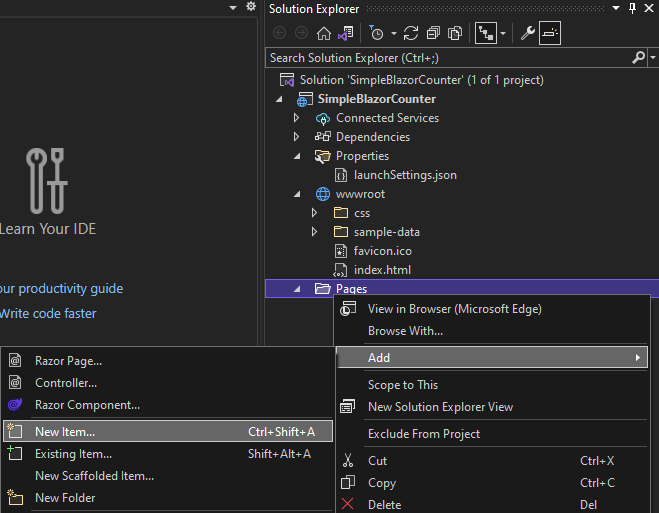 Solution Explorer
Search Solution Explorer (Ctrl+;)
Solution 'SimpleBlazorCounter' (1 of 1 project)
SimpleBlazorCounter
Connected Services
Dependencies
Properties
launchSettings.json
wwwroot
css
sample-data
favicon.ico
index.html
Pages
Learn Your IDE
our productivity guide
Write code faster
View in Browser (Microsoft Edge)
Browse With...
Add
Scope to This
New Solution Explorer View
Exclude From Project
Cut Ctrl+X
Copy Ctrl+C
Delete Del
Razor Page...
Controller...
Razor Component...
New Item... Ctrl+Shift+A
Existing Item... Shift+Alt+A
New Scaffolded Item...
New Folder